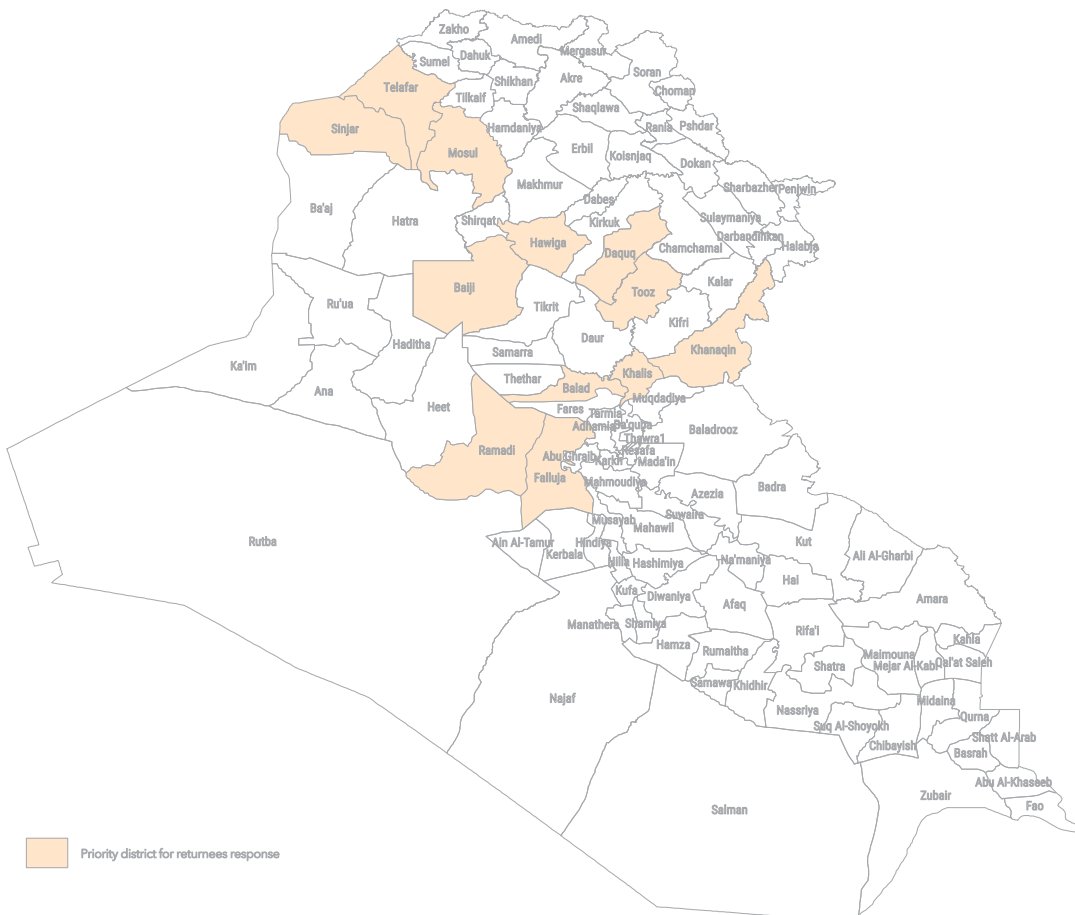 Zakho
Amedi
Mergasur
Dahuk
Sumel
Soran
Shikhan
Akre
Telafar
Choman
Tilkaif
Shaqlawa
Sinjar
Hamdaniya
Rania
Pshdar
Erbil
Mosul
Koisnjaq
Dokan
Makhmur
Sharbazher
Penjwin
Dabes
Ba'aj
Hatra
Shirqat
Kirkuk
Sulaymaniya
Hawiga
Darbandihkan
Halabja
Chamchamal
Daquq
Baiji
Tooz
Kalar
Ru'ua
Tikrit
Kifri
Haditha
Daur
Samarra
Khanaqin
Ka'im
Thethar
Khalis
Ana
Balad
Muqdadiya
Heet
Fares
Tarmia
Adhamia
Ba'quba
Baladrooz
Thawra1
Ramadi
Resafa
Abu Ghraib
Karkh
Mada'in
Falluja
Mahmoudiya
Badra
Azezia
Musayab
Suwaira
Mahawil
Rutba
Ain Al-Tamur
Hindiya
Kut
Kerbala
Ali Al-Gharbi
Hilla
Hashimiya
Na'maniya
Hai
Kufa
Diwaniya
Afaq
Amara
Manathera
Shamiya
Rifa'i
Hamza
Kahla
Rumaitha
Maimouna
Shatra
Mejar Al-Kabi
Qal'at Saleh
Samawa
Khidhir
Najaf
Midaina
Nassriya
Qurna
Suq Al-Shoyokh
Shatt Al-Arab
Chibayish
Basrah
Abu Al-Khaseeb
Zubair
Salman
Fao
Priority district for returnees response